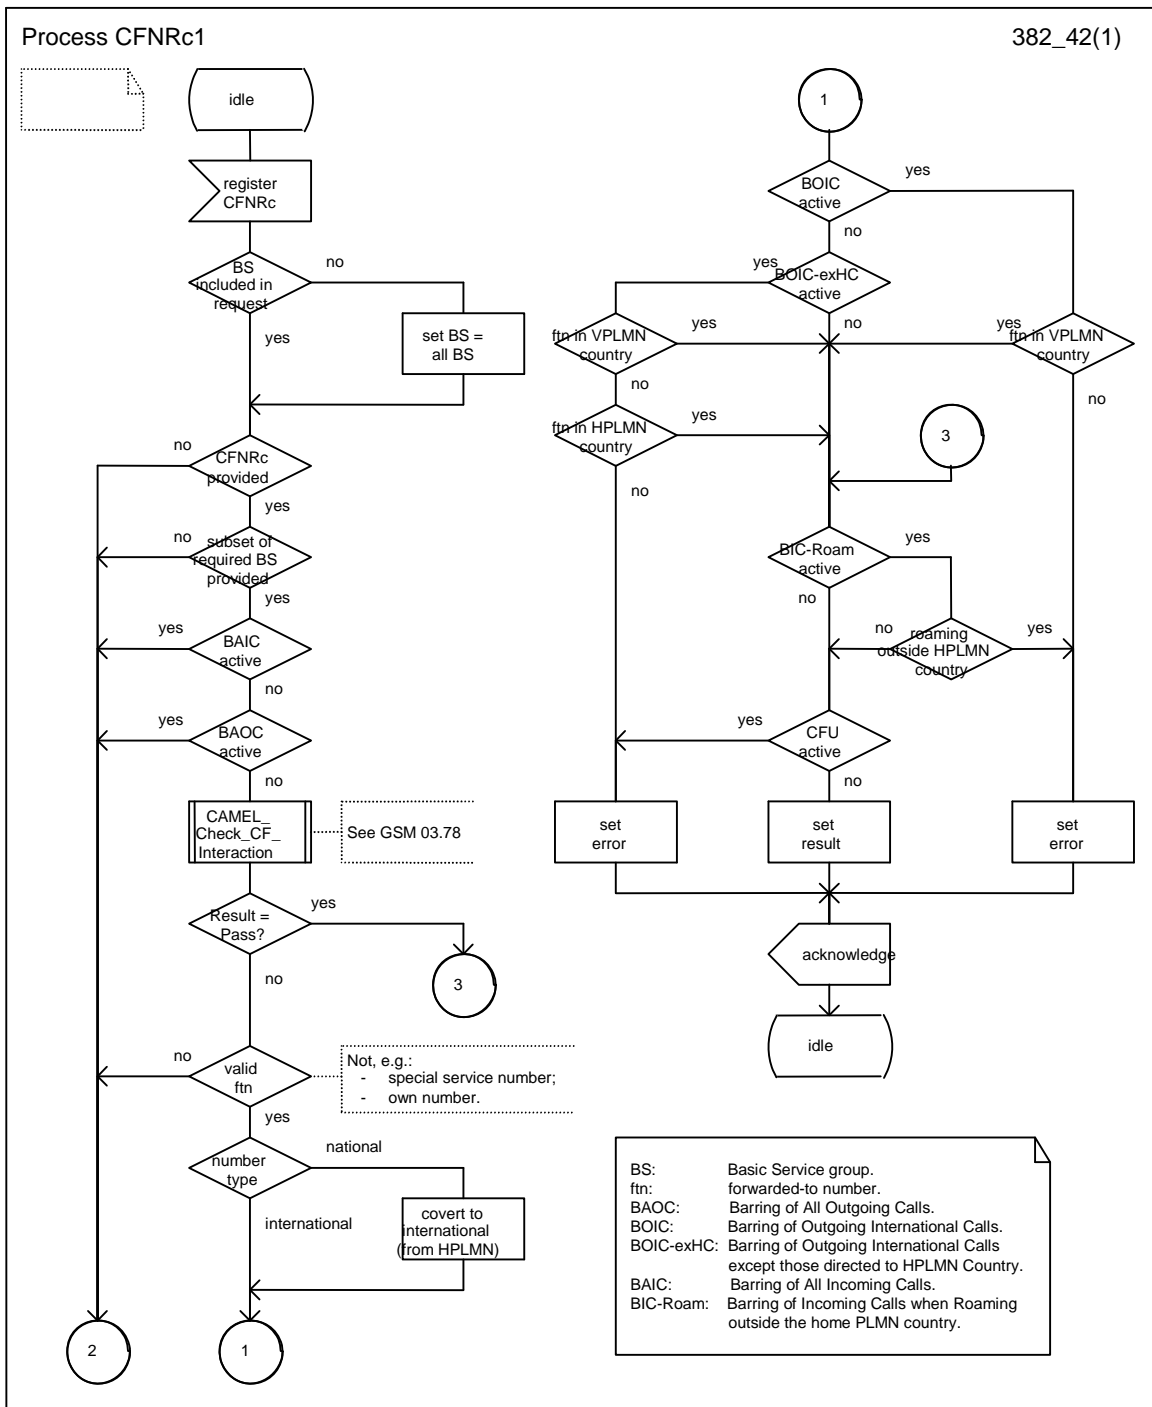 Process CFNRc1
382_42(1)
idle
register
CFNRc
BS
included in
request
no
yes
set BS =
all BS
no
CFNRc
provided
yes
no
subset of
required BS
provided
yes
yes
BAIC
active
no
yes
BAOC
active
no
CAMEL_
Check_CF_
Interaction
See GSM 03.78
Result =
Pass?
yes
no
3
no
valid
ftn
yes
Not, e.g.:
- special service number;
- own number.
number
type
national
international
covert to
international
(from HPLMN)
2
1
1
BOIC
active
yes
no
yes
BOIC-exHC
active
no
ftn in VPLMN
country
yes
no
yes
ftn in VPLMN
country
no
ftn in HPLMN
country
yes
no
3
BIC-Roam
active
yes
no
no
roaming
outside HPLMN
country
yes
yes
CFU
active
no
set
error
set
result
set
error
acknowledge
idle
BS: Basic Service group.
ftn: forwarded-to number.
BAOC: Barring of All Outgoing Calls.
BOIC: Barring of Outgoing International Calls.
BOIC-exHC: Barring of Outgoing International Calls
except those directed to HPLMN Country.
BAIC: Barring of All Incoming Calls.
BIC-Roam: Barring of Incoming Calls when Roaming
outside the home PLMN country.